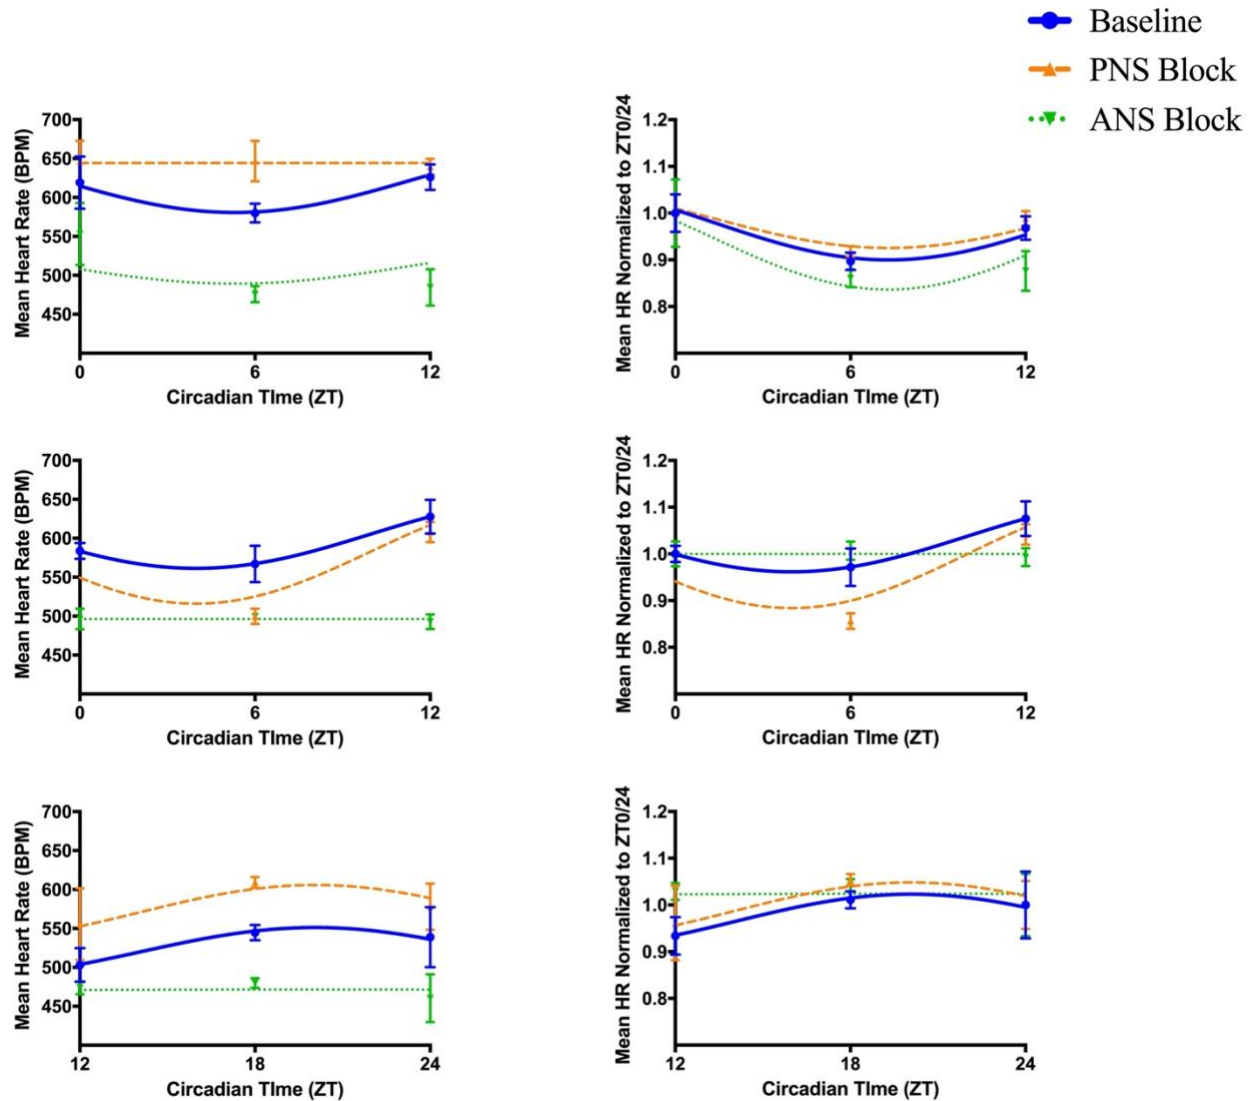 Baseline
PNS Block
ANS Block
Mean Heart Rate (BPM)
700
650
600
550
500
450
0 6 12
Circadian TIme (ZT)
Mean HR Normalized to ZT0/24
1.2
1.1
1.0
0.9
0.8
0 6 12
Circadian TIme (ZT)
Mean Heart Rate (BPM)
700
650
600
550
500
450
0 6 12
Circadian TIme (ZT)
Mean HR Normalized to ZT0/24
1.2
1.1
1.0
0.9
0.8
0 6 12
Circadian TIme (ZT)
Mean Heart Rate (BPM)
700
650
600
550
500
450
12 18 24
Circadian TIme (ZT)
Mean HR Normalized to ZT0/24
1.2
1.1
1.0
0.9
0.8
12 18 24
Circadian TIme (ZT)